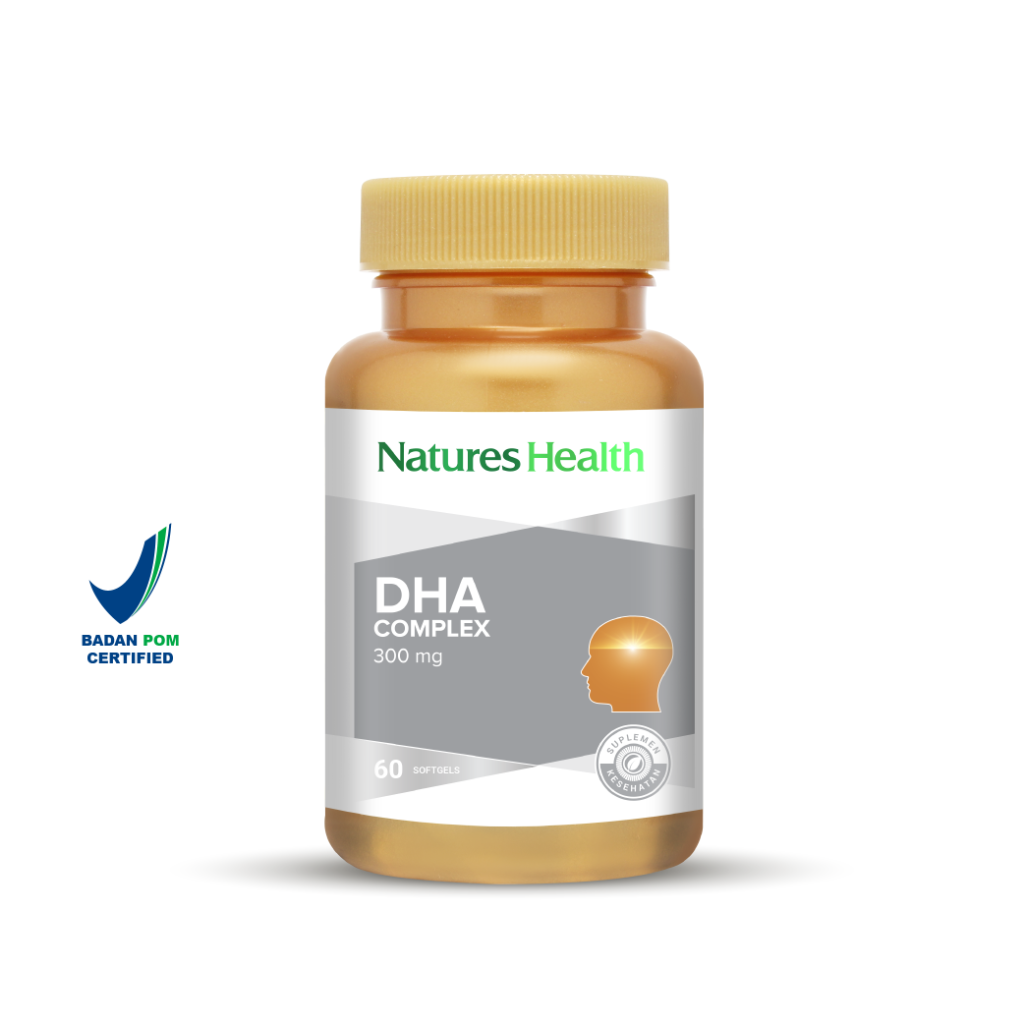 Natures Health
DHA
COMPLEX
300 mg
60 SOFTGELS
SUPLEMEN
KESEHATAN
BADAN POM
CERTIFIED